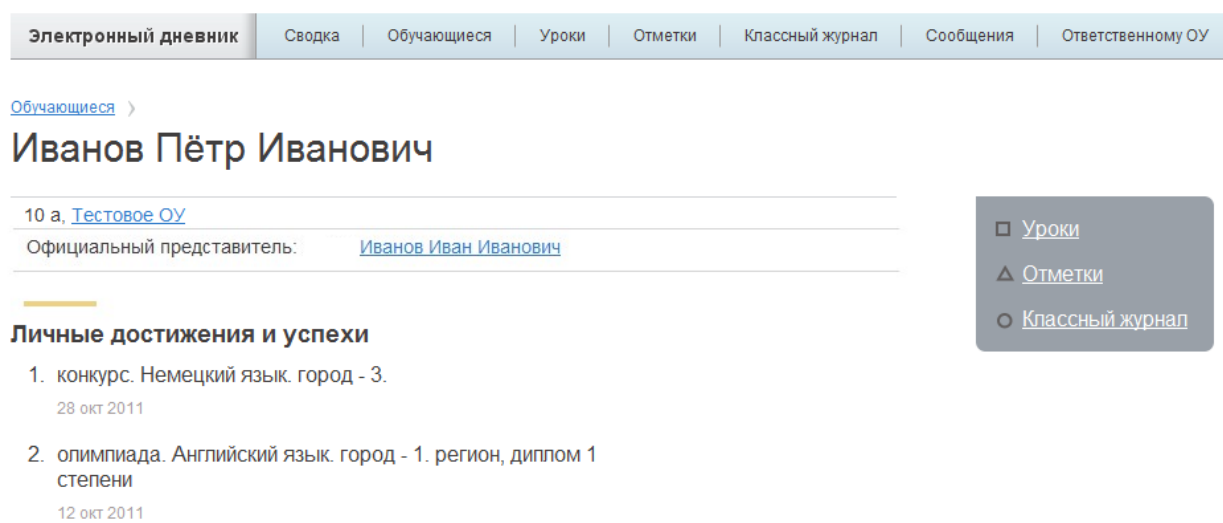 Электронный дневник Сводка Обучающиеся Уроки Отметки Классный журнал Сообщения Ответственному ОУ
Обучающиеся
Иванов Пётр Иванович
10 а, Тестовое ОУ
Официальный представитель: Иванов Иван Иванович
Уроки
Отметки
Классный журнал
Личные достижения и успехи
1. конкурс. Немецкий язык. город - 3.
28 окт 2011
2. олимпиада. Английский язык. город - 1. регион, диплом 1
степени
12 окт 2011